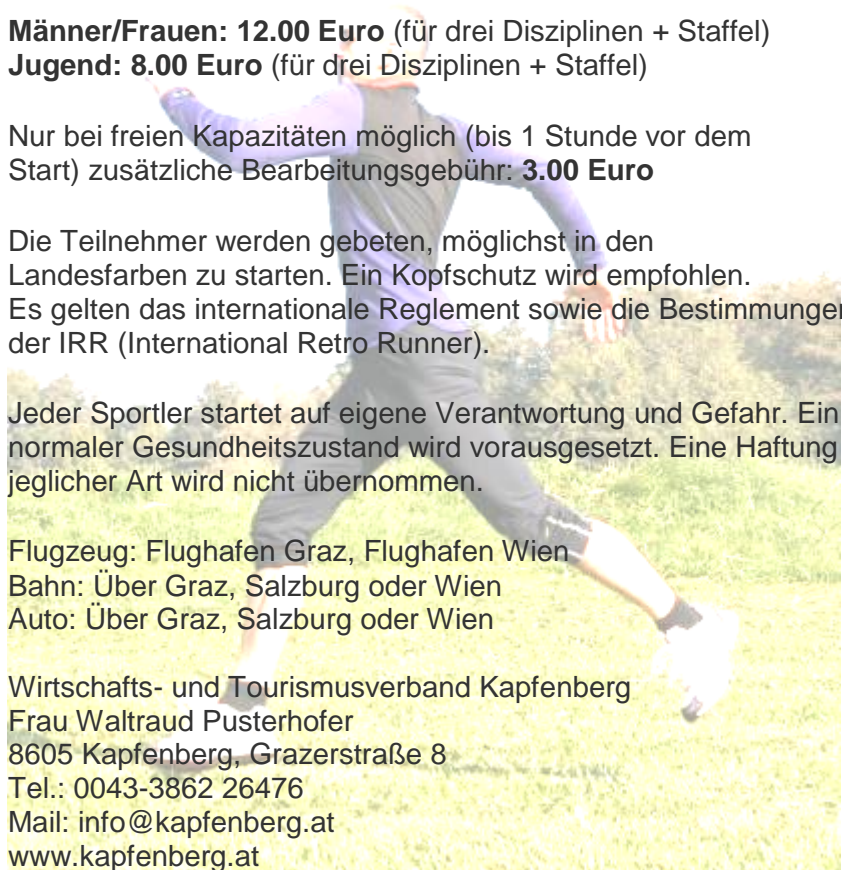 Männer/Frauen: 12.00 Euro (für drei Disziplinen + Staffel)
Jugend: 8.00 Euro (für drei Disziplinen + Staffel)
Nur bei freien Kapazitäten möglich (bis 1 Stunde vor dem
Start) zusätzliche Bearbeitungsgebühr: 3.00 Euro
Die Teilnehmer werden gebeten, möglichst in den
Landesfarben zu starten. Ein Kopfschutz wird empfohlen.
Es gelten das internationale Reglement sowie die Bestimmungen
der IRR (International Retro Runner).
Jeder Sportler startet auf eigene Verantwortung und Gefahr. Ein
normaler Gesundheitszustand wird vorausgesetzt. Eine Haftung
jeglicher Art wird nicht übernommen.
Flugzeug: Flughafen Graz, Flughafen Wien
Bahn: Über Graz, Salzburg oder Wien
Auto: Über Graz, Salzburg oder Wien
Wirtschafts- und Tourismusverband Kapfenberg
Frau Waltraud Pusterhofer
8605 Kapfenberg, Grazerstraße 8
Tel.: 0043-3862 26476
Mail: info@kapfenberg.at
www.kapfenberg.at